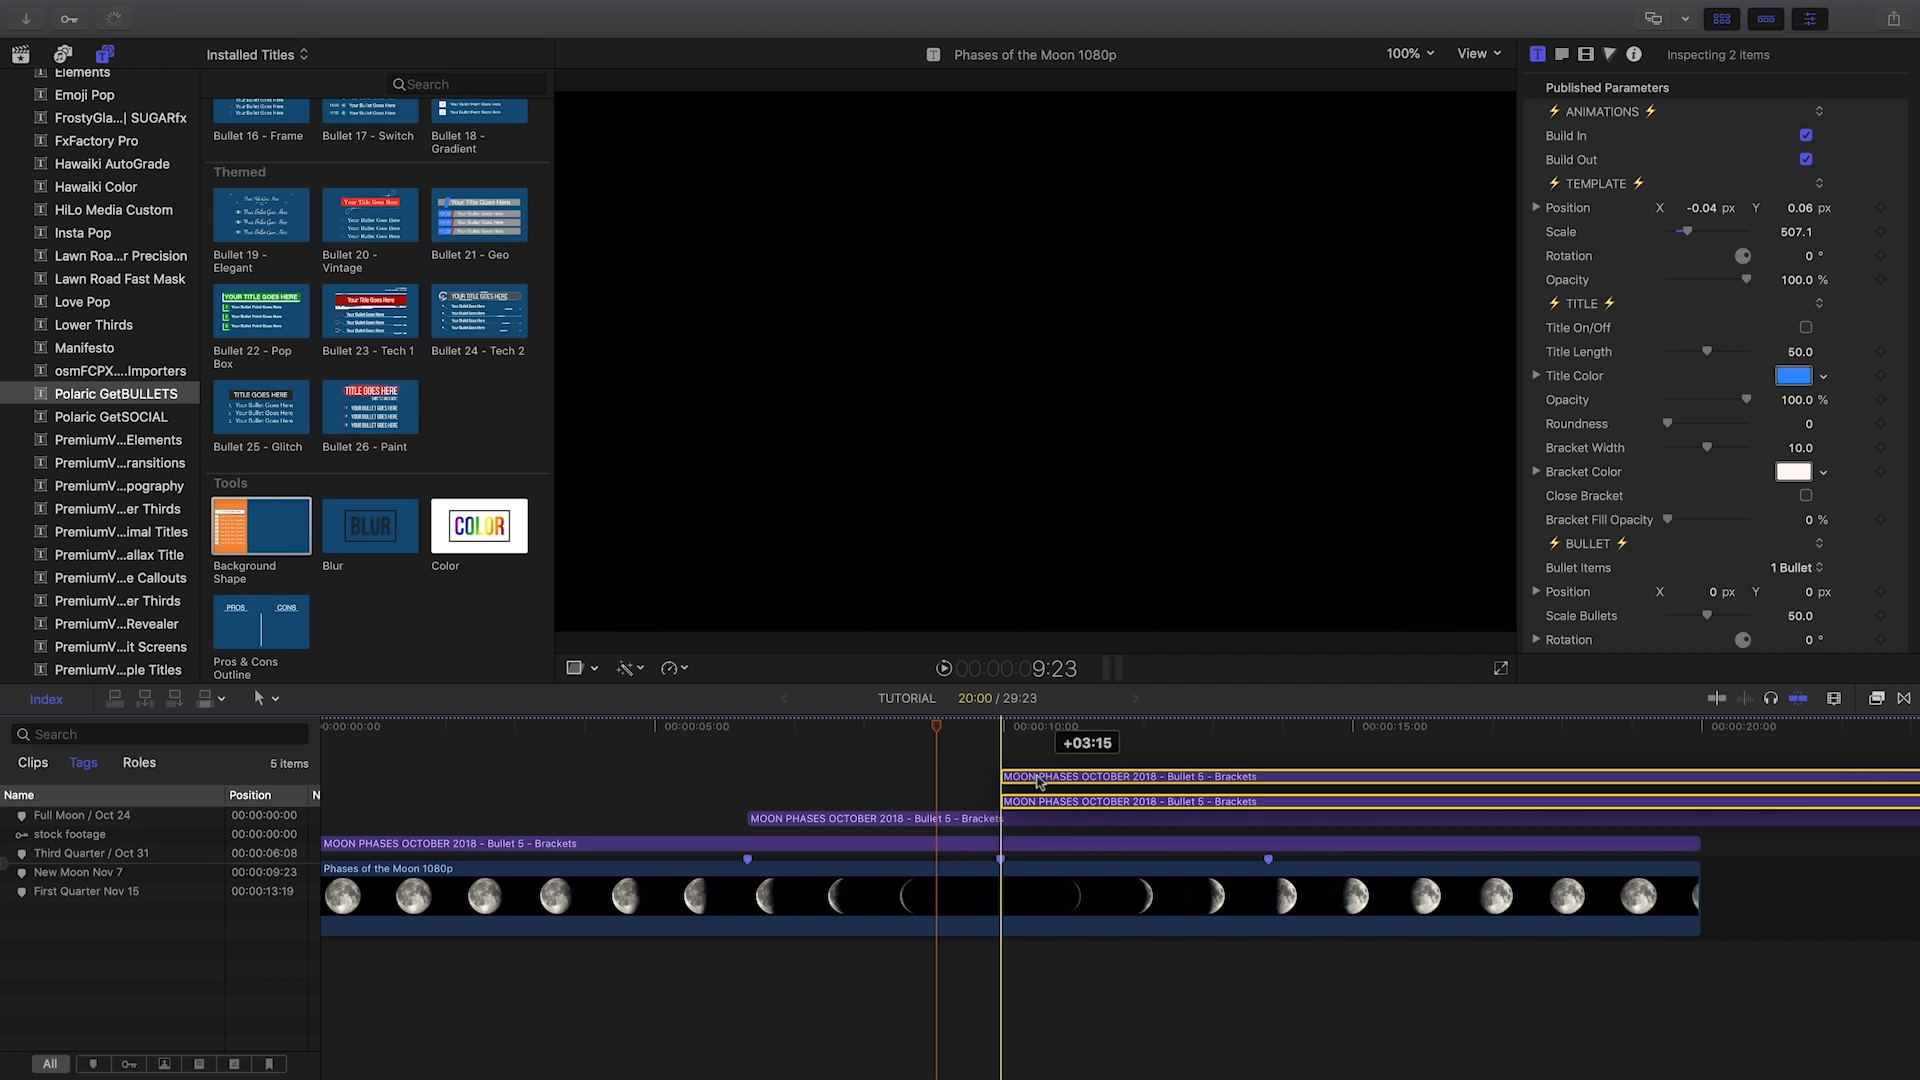 Installed Titles
Phases of the Moon 1080p
100%
View
Inspecting 2 items
Elements
Emoji Pop
FrostyGla...| SUGARfx
FxFactory Pro
Hawaiki AutoGrade
Hawaiki Color
HiLo Media Custom
Insta Pop
Lawn Roa...r Precision
Lawn Road Fast Mask
Love Pop
Lower Thirds
Manifesto
osmFCPX....Importers
Polaric GetBULLETS
Polaric GetSOCIAL
PremiumV...Elements
PremiumV...ransitions
PremiumV...pography
PremiumV...er Thirds
PremiumV...imal Titles
PremiumV...allax Title
PremiumV...e Callouts
PremiumV...er Thirds
PremiumV...Revealer
PremiumV...it Screens
PremiumV...ple Titles
Search
Bullet 16 - Frame
Bullet 17 - Switch
Bullet 18 -
Gradient
Themed
Bullet 19 -
Elegant
Bullet 20 -
Vintage
Bullet 21 - Geo
YOUR TITLE GOES HERE
Your Title Goes Here
YOUR TITLE GOES HERE
Bullet 22 - Pop
Box
Bullet 23 - Tech 1
Bullet 24 - Tech 2
TITLE GOES HERE
TITLE GOES HERE
Bullet 25 - Glitch
Bullet 26 - Paint
Tools
BLUR
COLOR
Background
Shape
Blur
Color
PROS
CONS
Pros & Cons
Outline
Published Parameters
⚡ ANIMATIONS ⚡
Build In
Build Out
⚡ TEMPLATE ⚡
Position X -0.04 px Y 0.06 px
Scale 507.1
Rotation 0 °
Opacity 100.0 %
⚡ TITLE ⚡
Title On/Off
Title Length 50.0
Title Color
Opacity 100.0 %
Roundness 0
Bracket Width 10.0
Bracket Color
Close Bracket
Bracket Fill Opacity 0 %
⚡ BULLET ⚡
Bullet Items 1 Bullet
Position X 0 px Y 0 px
Scale Bullets 50.0
Rotation 0 °
00:00:09:23
Index
TUTORIAL 20:00 / 29:23
Search
Clips Tags Roles 5 items
Name Position N
Full Moon / Oct 24 00:00:00:00
stock footage 00:00:00:00
Third Quarter / Oct 31 00:00:06:08
New Moon Nov 7 00:00:09:23
First Quarter Nov 15 00:00:13:19
All
0:00:00:00
00:00:05:00
00:00:10:00
00:00:15:00
00:00:20:00
+03:15
MOON PHASES OCTOBER 2018 - Bullet 5 - Brackets
MOON PHASES OCTOBER 2018 - Bullet 5 - Brackets
MOON PHASES OCTOBER 2018 - Bullet 5 - Brackets
MOON PHASES OCTOBER 2018 - Bullet 5 - Brackets
Phases of the Moon 1080p